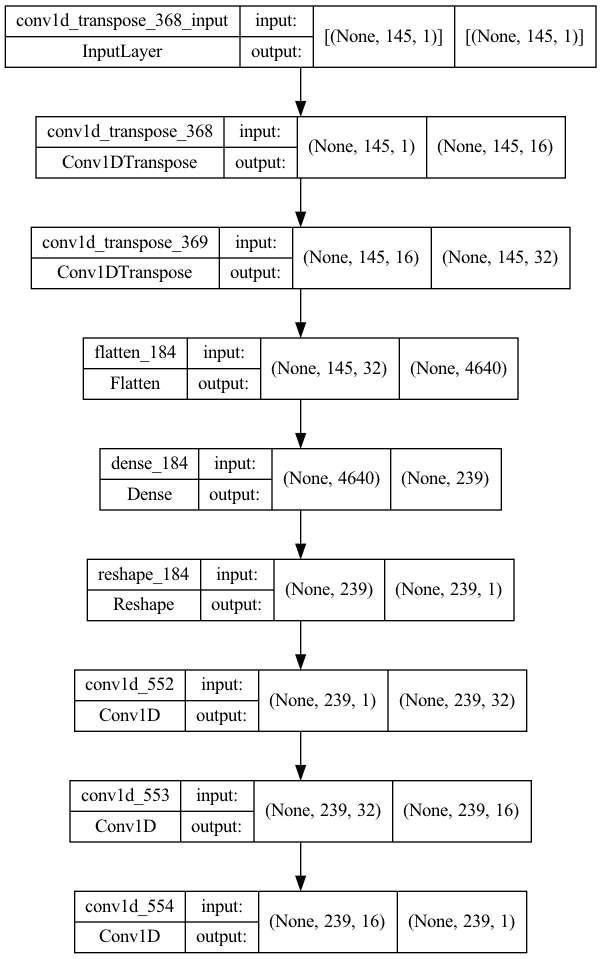 conv1d_transpose_368_input input: [(None, 145, 1)] [(None, 145, 1)]
InputLayer output:
conv1d_transpose_368 input: (None, 145, 1) (None, 145, 16)
Conv1DTranspose output:
conv1d_transpose_369 input: (None, 145, 16) (None, 145, 32)
Conv1DTranspose output:
flatten_184 input: (None, 145, 32) (None, 4640)
Flatten output:
dense_184 input: (None, 4640) (None, 239)
Dense output:
reshape_184 input: (None, 239) (None, 239, 1)
Reshape output:
conv1d_552 input: (None, 239, 1) (None, 239, 32)
Conv1D output:
conv1d_553 input: (None, 239, 32) (None, 239, 16)
Conv1D output:
conv1d_554 input: (None, 239, 16) (None, 239, 1)
Conv1D output: